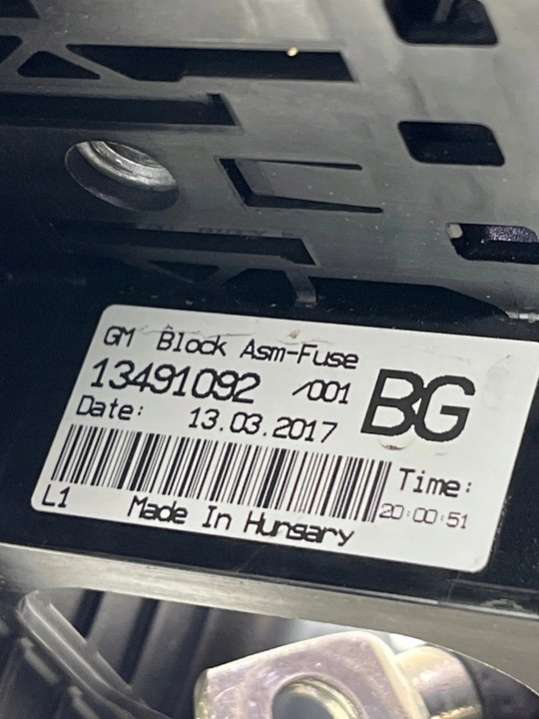 GM Block Asm-Fuse
13491092 /001 BG
Date: 13.03.2017
Time:
20:00:51
L1 Made In Hungary